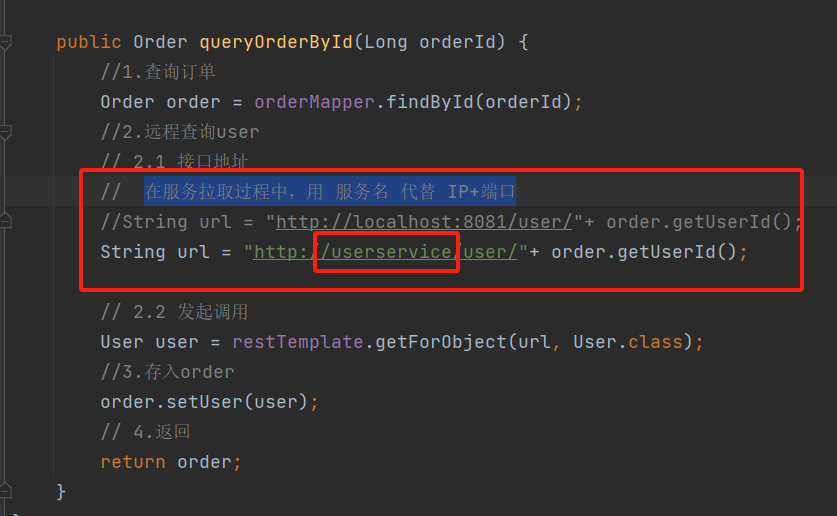 public Order queryOrderById(Long orderId) {
//1.查询订单
Order order = orderMapper.findById(orderId);
//2.远程查询user
// 2.1 接口地址
// 在服务拉取过程中，用 服务名 代替 IP+端口
//String url = "http://localhost:8081/user/"+ order.getUserId();
String url = "http://userservice/user/"+ order.getUserId();
// 2.2 发起调用
User user = restTemplate.getForObject(url, User.class);
//3.存入order
order.setUser(user);
// 4.返回
return order;
}